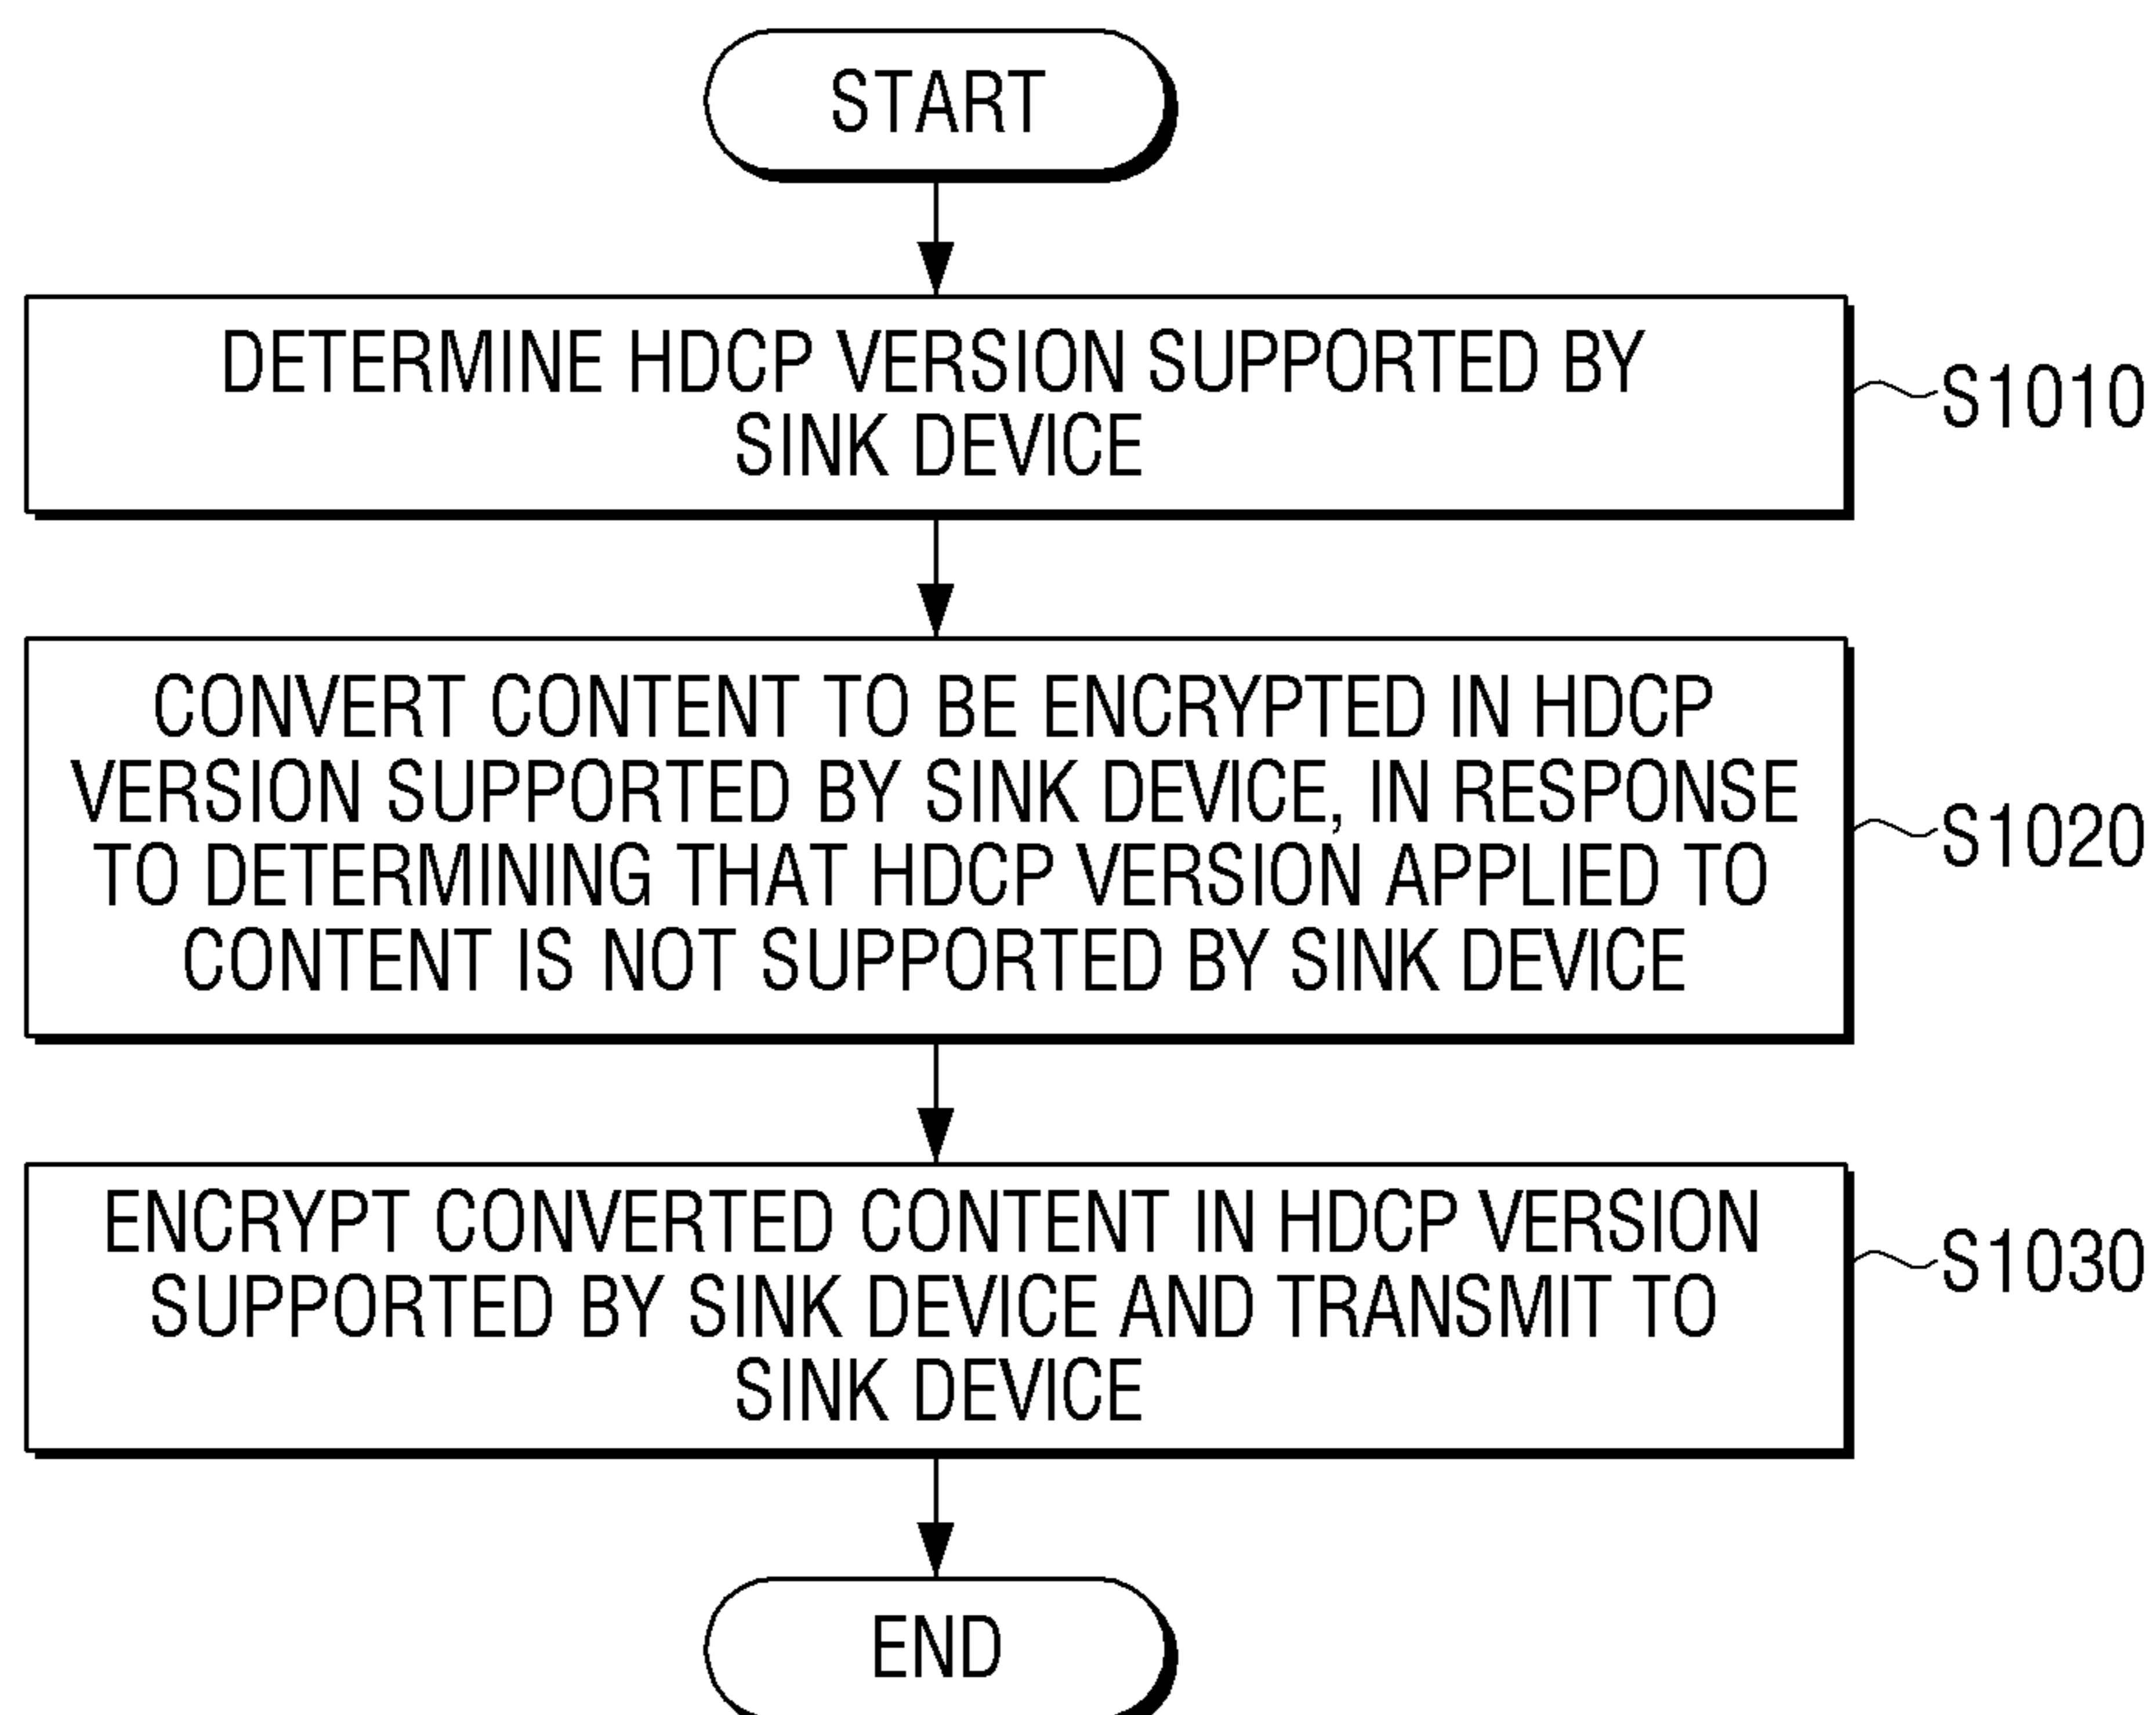 START
DETERMINE HDCP VERSION SUPPORTED BY
SINK DEVICE
S1010
CONVERT CONTENT TO BE ENCRYPTED IN HDCP
VERSION SUPPORTED BY SINK DEVICE, IN RESPONSE
TO DETERMINING THAT HDCP VERSION APPLIED TO
CONTENT IS NOT SUPPORTED BY SINK DEVICE
S1020
ENCRYPT CONVERTED CONTENT IN HDCP VERSION
SUPPORTED BY SINK DEVICE AND TRANSMIT TO
SINK DEVICE
S1030
END